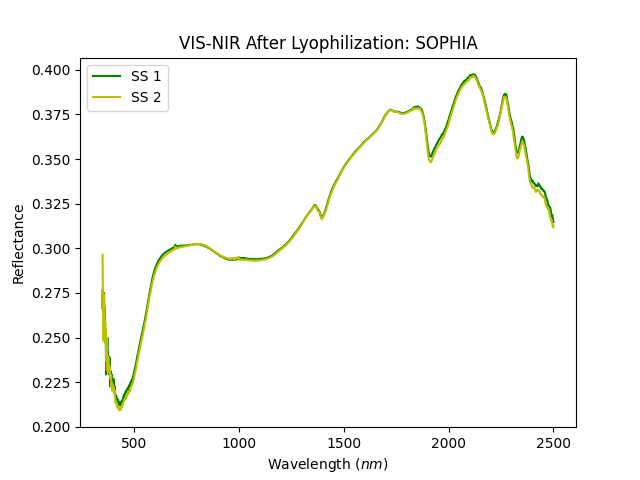 VIS-NIR After Lyophilization: SOPHIA
SS 1
SS 2
0.400
0.375
0.350
0.325
0.300
0.275
0.250
0.225
0.200
Reflectance
500
1000
1500
2000
2500
Wavelength (nm)